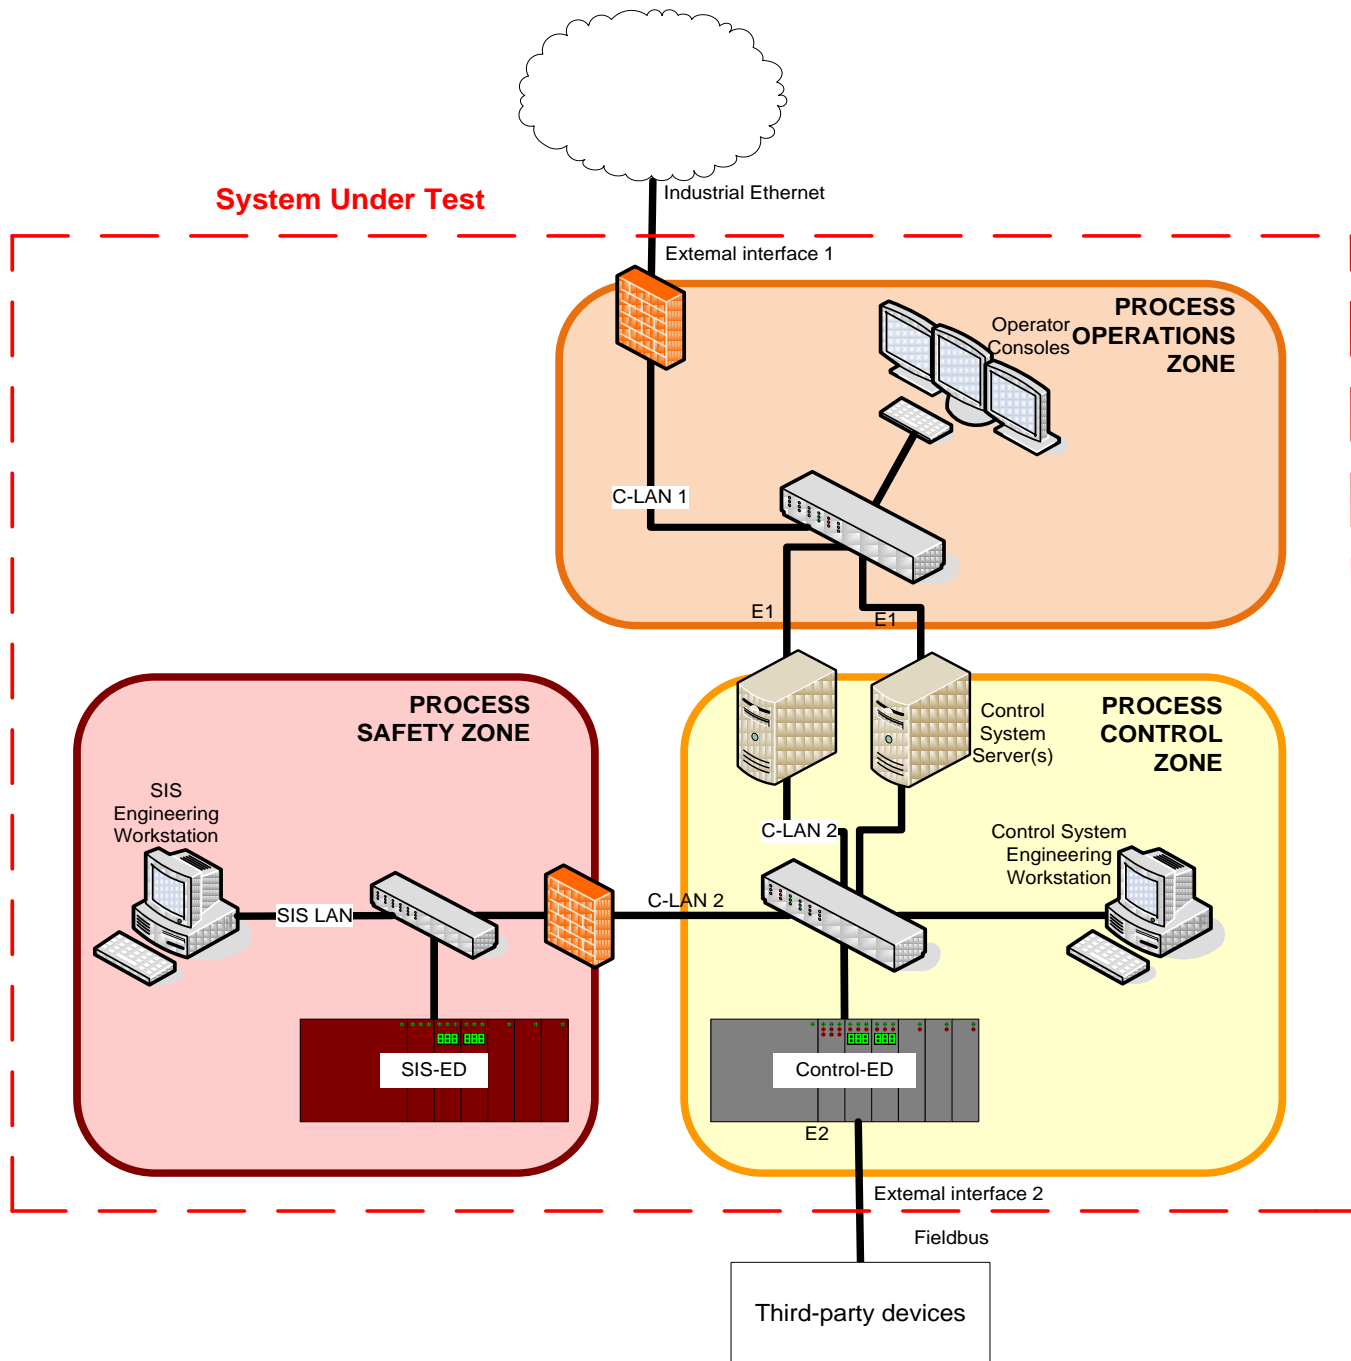 Industrial Ethernet
System Under Test
External interface 1
PROCESS
OPERATIONS
ZONE
Operator
Consoles
C-LAN 1
E1
E1
PROCESS
SAFETY ZONE
PROCESS
CONTROL
ZONE
Control
System
Server(s)
SIS
Engineering
Workstation
C-LAN 2
Control System
Engineering
Workstation
SIS LAN
C-LAN 2
SIS-ED
Control-ED
E2
External interface 2
Fieldbus
Third-party devices